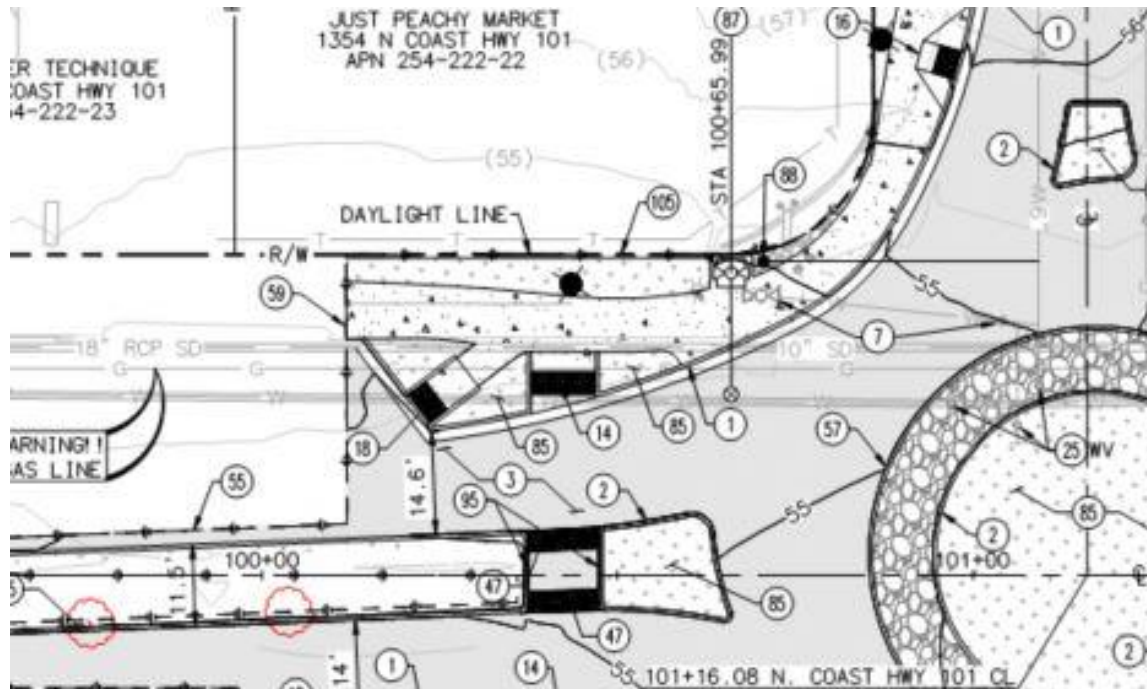 JUST PEACHY MARKET
1354 N COAST HWY 101
APN 254-222-22
ER TECHNIQUE
COAST HWY 101
54-222-23
(56)
(57)
87
16
1
56
STA 100+65.99
2
(55)
88
105
DAYLIGHT LINE
R/W
T T T
59
55
7
18" RCP SD
10" SD
G G G
W W W
18
85
14
85
1
57
25
WV
ARNING!!
AS LINE
14.6'
3
95
2
55
55
85
2
100+00
101+00
11.5'
47
85
47
14'
1
14
55
101+16.08 N. COAST HWY 101 CL
2